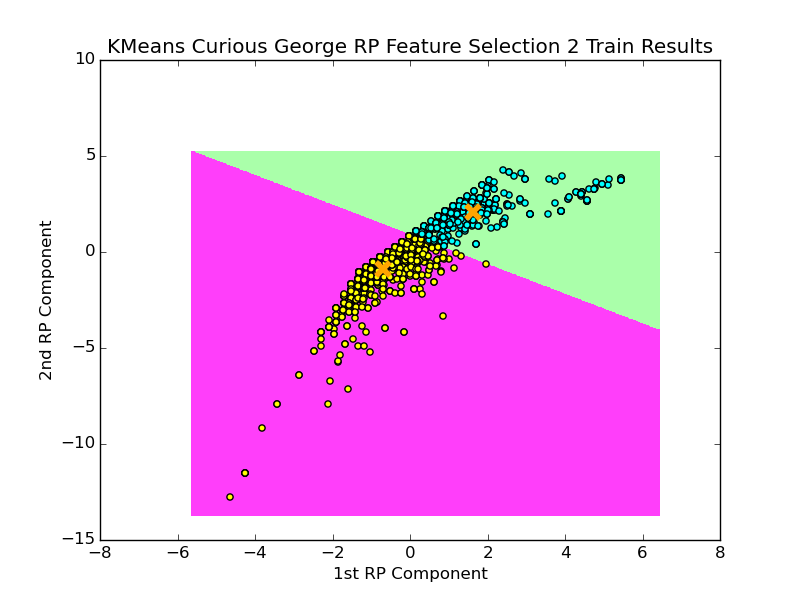 KMeans Curious George RP Feature Selection 2 Train Results
10
5
0
−5
−10
−15
2nd RP Component
−8 −6 −4 −2 0 2 4 6 8
1st RP Component